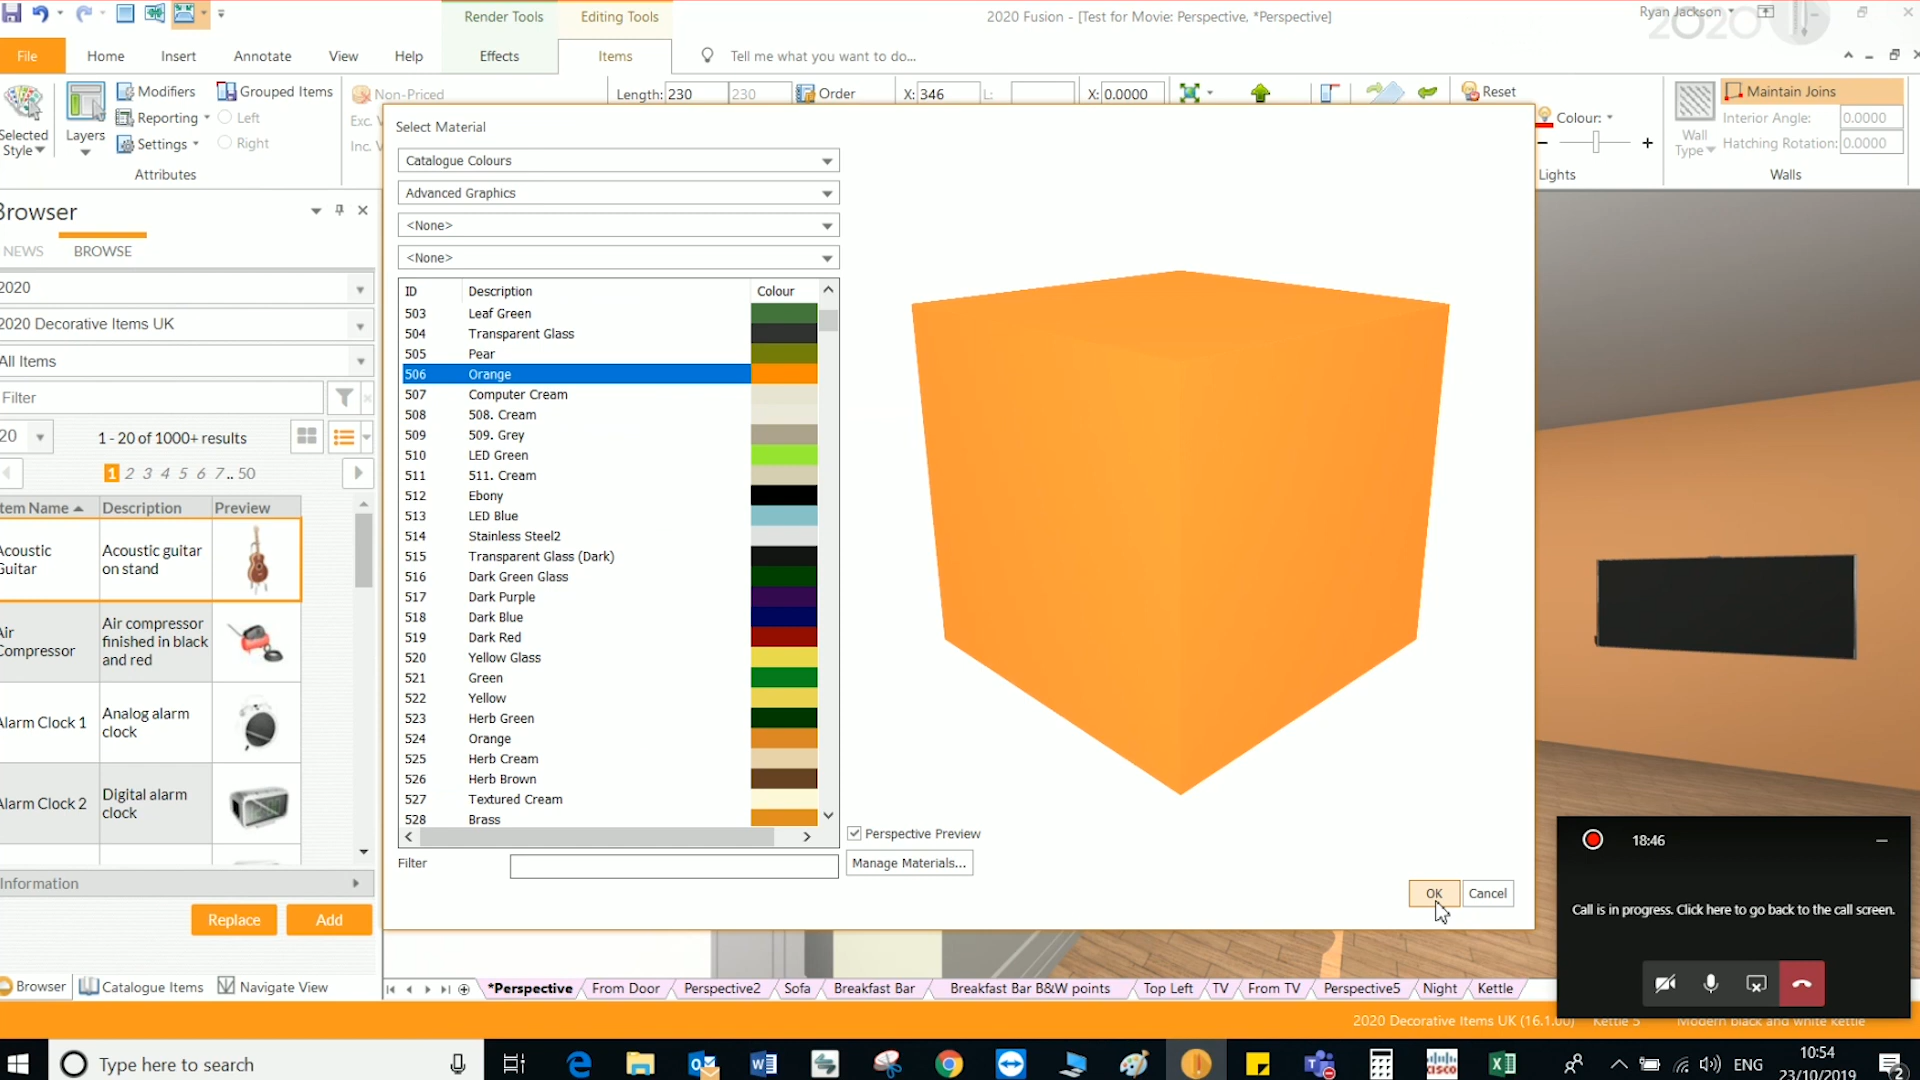 Render Tools
Editing Tools
2020 Fusion - [Test for Movie: Perspective, *Perspective]
Ryan Jackson
2020
File
Home
Insert
Annotate
View
Help
Effects
Items
Tell me what you want to do...
Selected
Style
Layers
Modifiers
Reporting
Settings
Grouped Items
Left
Right
Attributes
Non-Priced
Exc.
Inc.
Length: 230
230
Order
X: 346
L:
X: 0.0000
Reset
Colour:
Lights
Wall
Type
Maintain Joins
Interior Angle: 0.0000
Hatching Rotation: 0.0000
Walls
Browser
NEWS
BROWSE
2020
2020 Decorative Items UK
All Items
Filter
20
1 - 20 of 1000+ results
1 2 3 4 5 6 7 .. 50
Item Name
Description
Preview
Acoustic
Guitar
Acoustic guitar
on stand
Air
Compressor
Air compressor
finished in black
and red
Alarm Clock 1
Analog alarm
clock
Alarm Clock 2
Digital alarm
clock
Information
Replace
Add
Browser
Catalogue Items
Navigate View
Select Material
Catalogue Colours
Advanced Graphics
<None>
<None>
ID Description Colour
503 Leaf Green
504 Transparent Glass
505 Pear
506 Orange
507 Computer Cream
508 508. Cream
509 509. Grey
510 LED Green
511 511. Cream
512 Ebony
513 LED Blue
514 Stainless Steel2
515 Transparent Glass (Dark)
516 Dark Green Glass
517 Dark Purple
518 Dark Blue
519 Dark Red
520 Yellow Glass
521 Green
522 Yellow
523 Herb Green
524 Orange
525 Herb Cream
526 Herb Brown
527 Textured Cream
528 Brass
Filter
Perspective Preview
Manage Materials...
OK
Cancel
18:46
Call is in progress. Click here to go back to the call screen.
*Perspective
From Door
Perspective2
Sofa
Breakfast Bar
Breakfast Bar B&W points
Top Left
TV
From TV
Perspective5
Night
Kettle
2020 Decorative Items UK (16.1.00)
Kettle 5
Modern black and white kettle
Type here to search
CISCO
ENG
10:54
23/10/2019
2